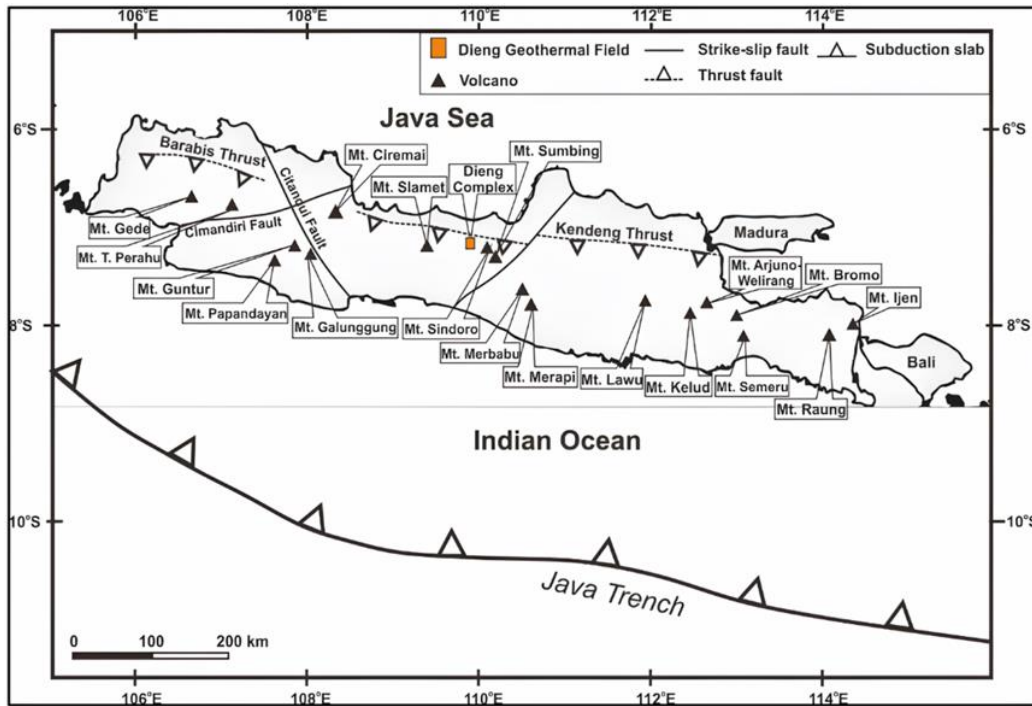 106°E 108°E 110°E 112°E 114°E
Dieng Geothermal Field
Strike-slip fault
Subduction slab
Volcano
Thrust fault
Java Sea
6°S 6°S
Barabis Thrust
Mt. Ciremai
Mt. Sumbing
Dieng
Complex
Mt. Slamet
Citandui Fault
Mt. Gede
Cimandiri Fault
Kendeng Thrust
Madura
Mt. T. Perahu
Mt. Arjuno-
Welirang
Mt. Bromo
Mt. Guntur
Mt. Ijen
Mt. Papandayan
Mt. Galunggung
Mt. Sindoro
8°S 8°S
Mt. Merbabu
Mt. Merapi
Mt. Lawu
Mt. Kelud
Mt. Semeru
Bali
Mt. Raung
Indian Ocean
10°S 10°S
Java Trench
0 100 200 km
106°E 108°E 110°E 112°E 114°E